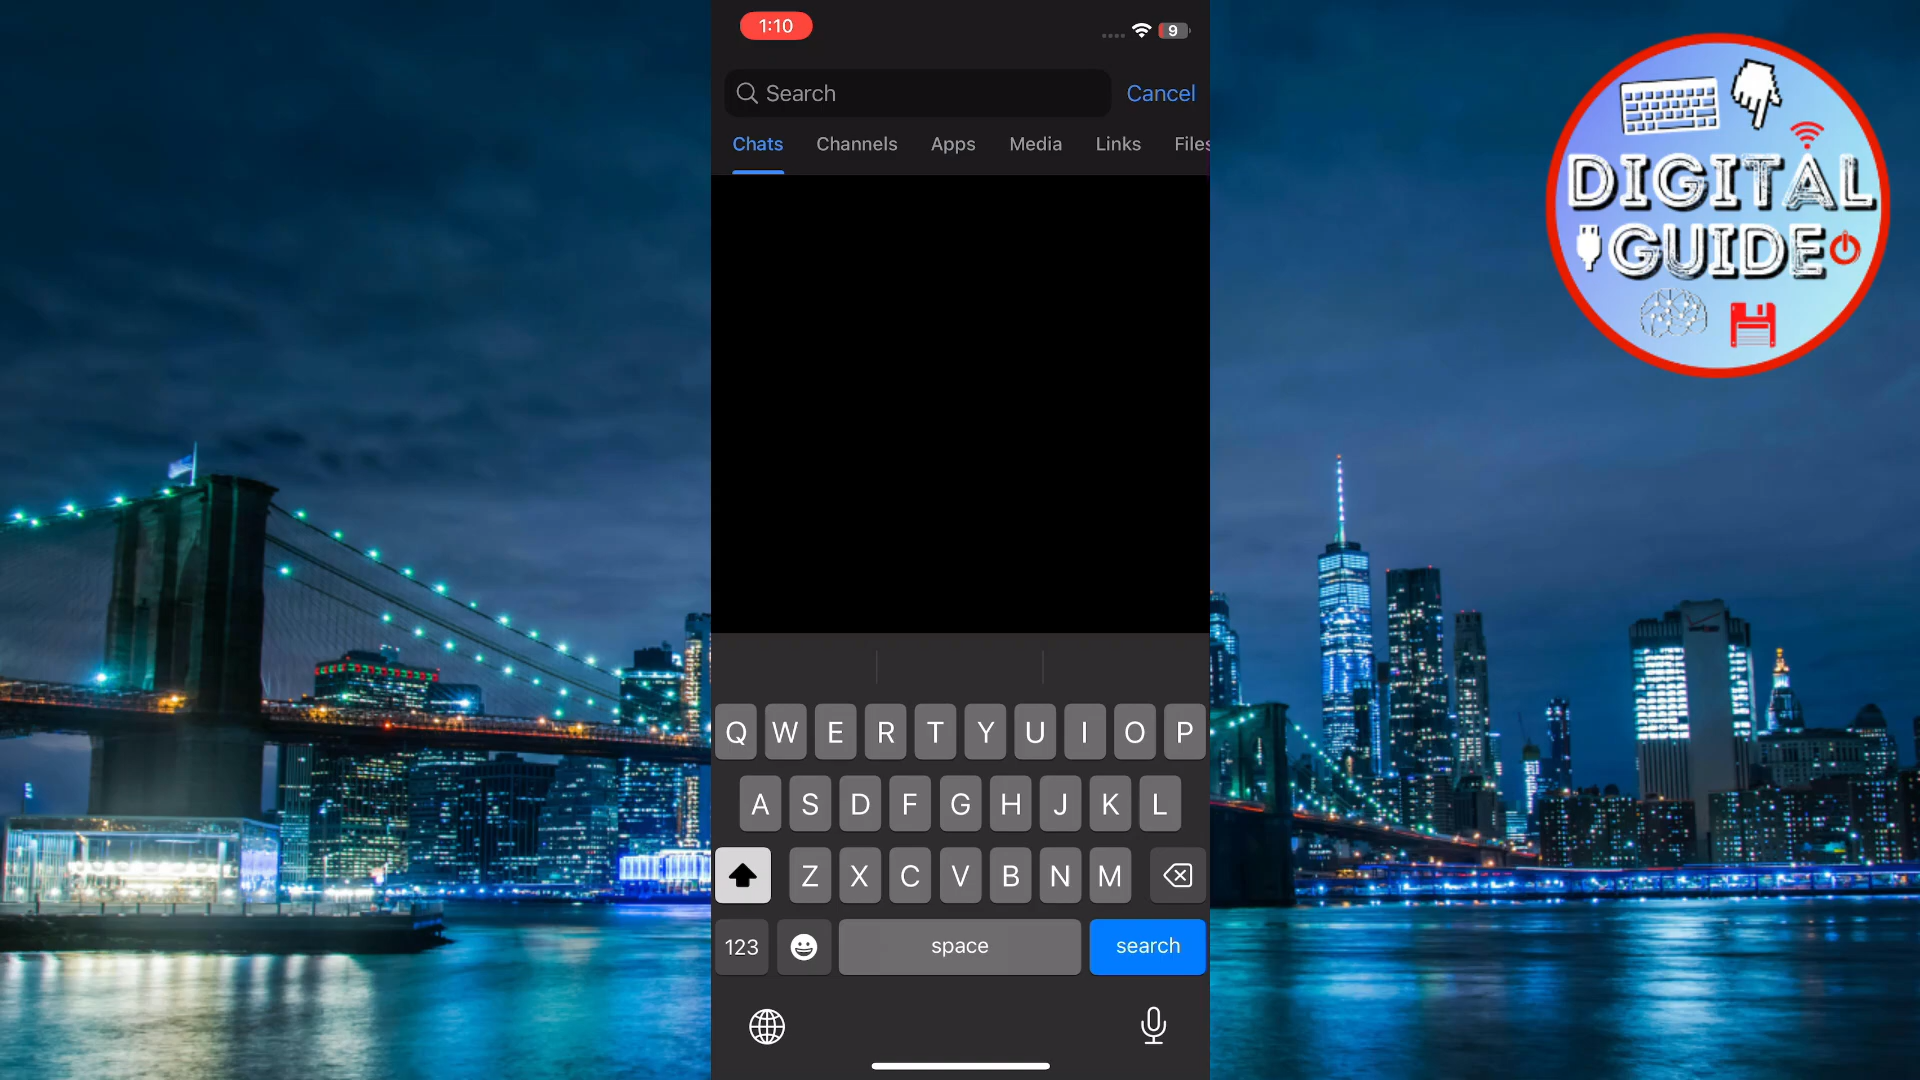 1:10
9
Search
Cancel
Chats Channels Apps Media Links Files
Q W E R T Y U I O P
A S D F G H J K L
Z X C V B N M
123 space search
DIGITAL
GUIDE